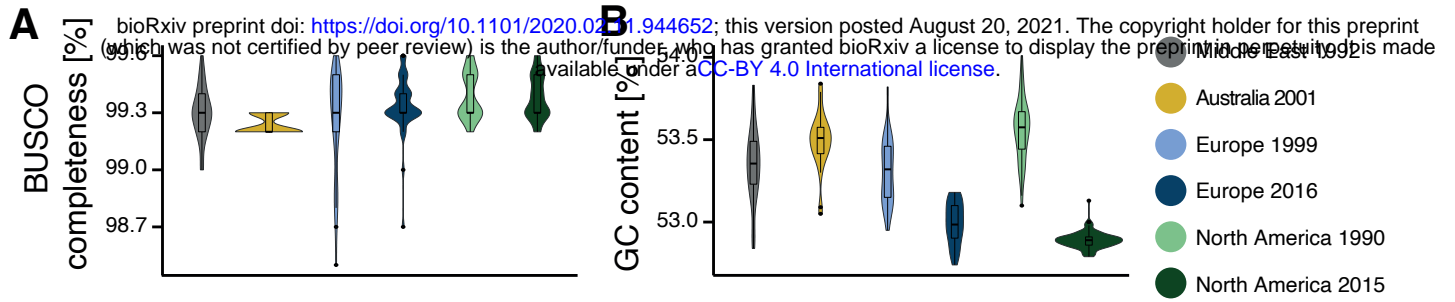 A
B
bioRxiv preprint doi: https://doi.org/10.1101/2020.02.11.944652; this version posted August 20, 2021. The copyright holder for this preprint
(which was not certified by peer review) is the author/funder, who has granted bioRxiv a license to display the preprint in perpetuity. It is made
available under aCC-BY 4.0 International license.
BUSCO
completeness [%]
99.6
99.3
99.0
98.7
GC content [%]
54.0
53.5
53.0
Middle East 1992
Australia 2001
Europe 1999
Europe 2016
North America 1990
North America 2015